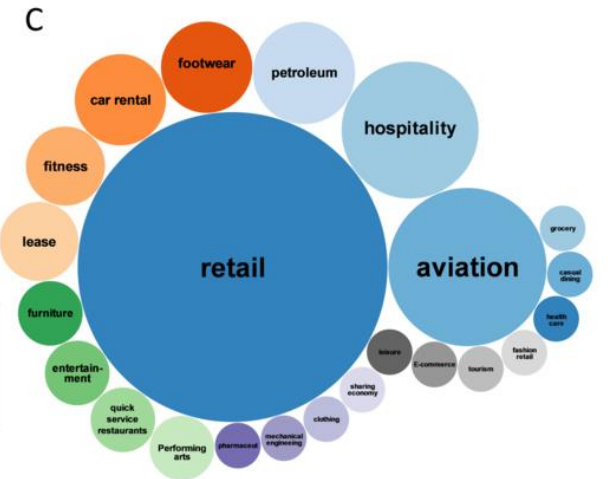 C
footwear
petroleum
car rental
hospitality
fitness
lease
retail
aviation
grocery
casual
dining
health
care
furniture
fashion
retail
leisure
E-commerce
tourism
entertain-
ment
sharing
economy
quick
service
restaurants
clothing
Performing
arts
pharmaceut
mechanical
engineering